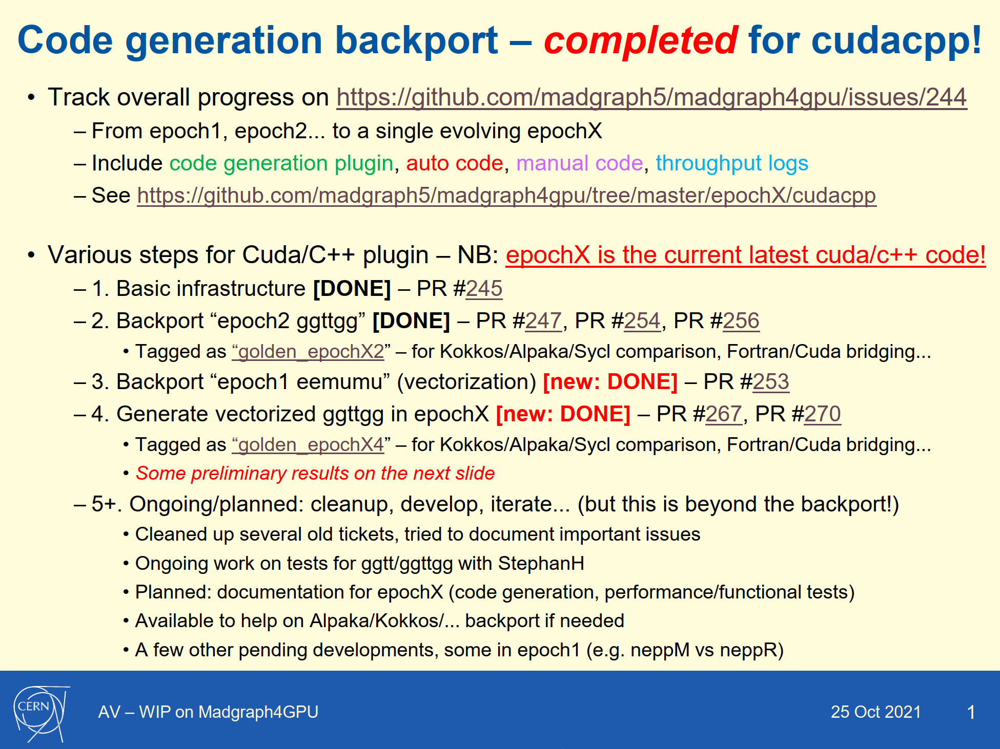 Code generation backport – completed for cudacpp!
• Track overall progress on https://github.com/madgraph5/madgraph4gpu/issues/244
– From epoch1, epoch2... to a single evolving epochX
– Include code generation plugin, auto code, manual code, throughput logs
– See https://github.com/madgraph5/madgraph4gpu/tree/master/epochX/cudacpp
• Various steps for Cuda/C++ plugin – NB: epochX is the current latest cuda/c++ code!
– 1. Basic infrastructure [DONE] – PR #245
– 2. Backport “epoch2 ggttgg” [DONE] – PR #247, PR #254, PR #256
• Tagged as “golden_epochX2” – for Kokkos/Alpaka/Sycl comparison, Fortran/Cuda bridging...
– 3. Backport “epoch1 eemumu” (vectorization) [new: DONE] – PR #253
– 4. Generate vectorized ggttgg in epochX [new: DONE] – PR #267, PR #270
• Tagged as “golden_epochX4” – for Kokkos/Alpaka/Sycl comparison, Fortran/Cuda bridging...
• Some preliminary results on the next slide
– 5+. Ongoing/planned: cleanup, develop, iterate... (but this is beyond the backport!)
• Cleaned up several old tickets, tried to document important issues
• Ongoing work on tests for ggtt/ggttgg with StephanH
• Planned: documentation for epochX (code generation, performance/functional tests)
• Available to help on Alpaka/Kokkos/... backport if needed
• A few other pending developments, some in epoch1 (e.g. neppM vs neppR)
CERN
AV – WIP on Madgraph4GPU
25 Oct 2021
1